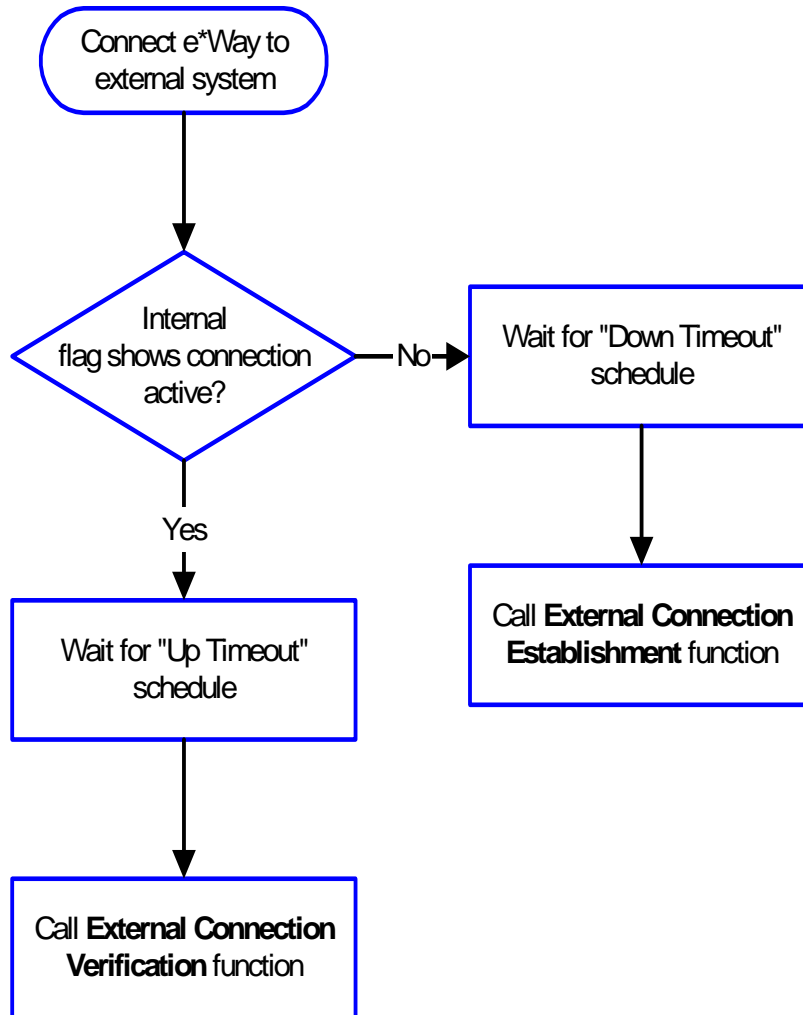 Connect e*Way to
external system
Internal
flag shows connection
active?
No
Wait for "Down Timeout"
schedule
Yes
Call External Connection
Establishment function
Wait for "Up Timeout"
schedule
Call External Connection
Verification function